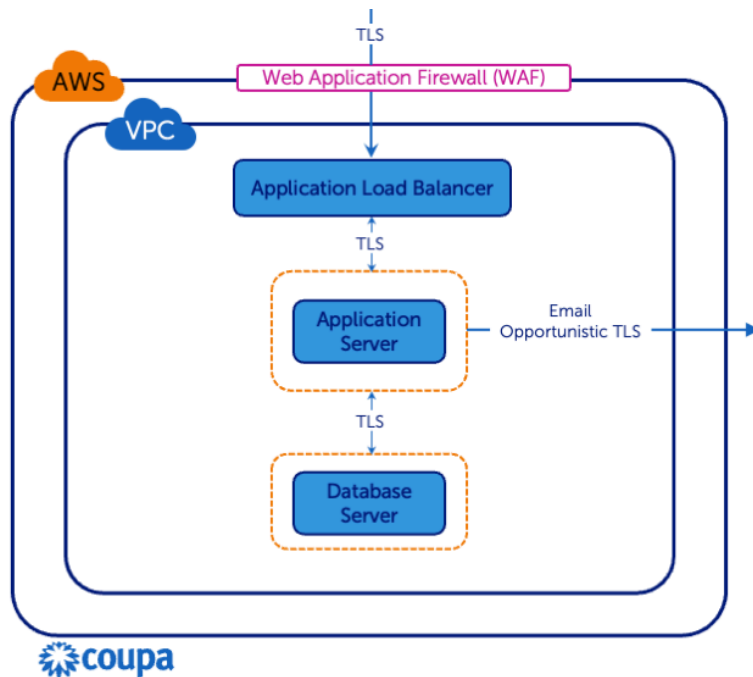 TLS
AWS
Web Application Firewall (WAF)
VPC
Application Load Balancer
TLS
Application
Server
Email
Opportunistic TLS
TLS
Database
Server
coupa